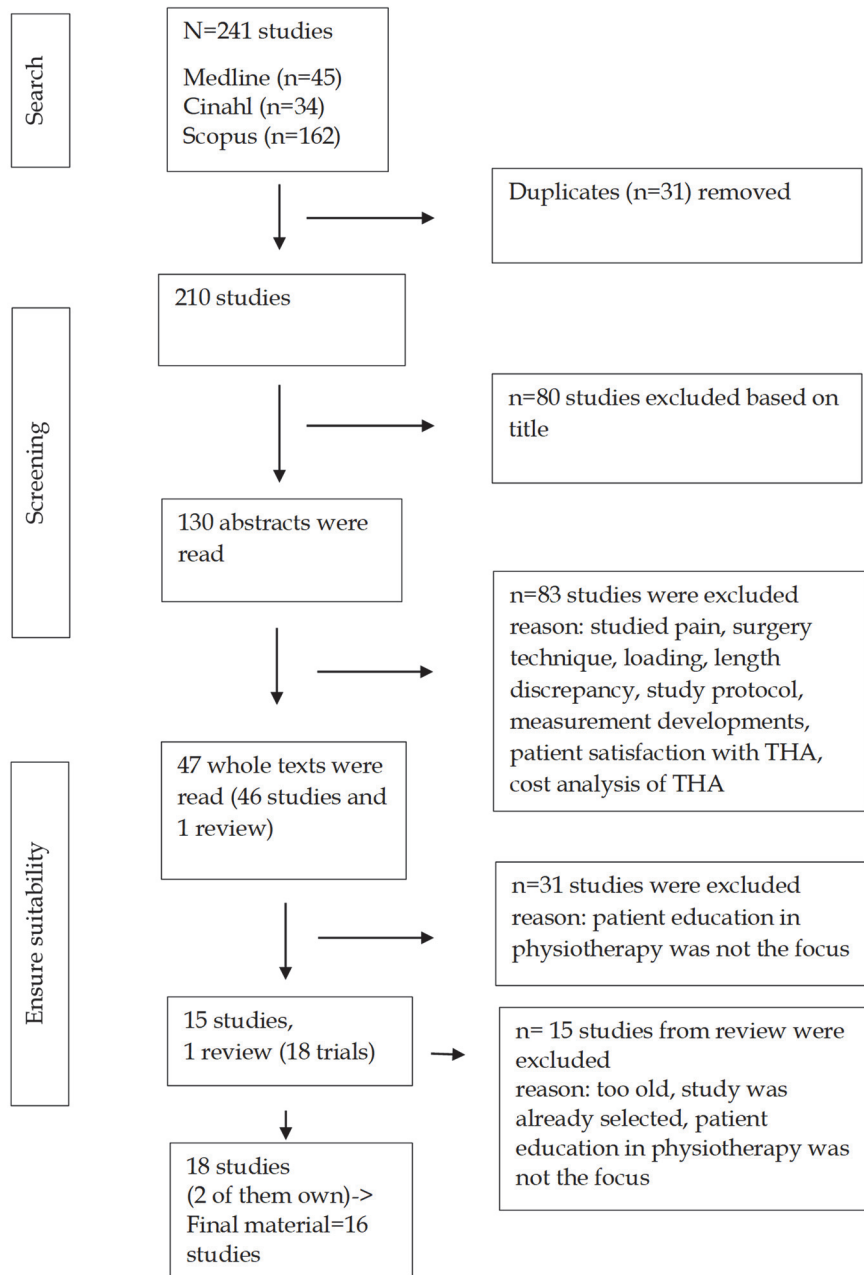 Search
N=241 studies
Medline (n=45)
Cinahl (n=34)
Scopus (n=162)
Duplicates (n=31) removed
Screening
210 studies
n=80 studies excluded based on
title
130 abstracts were
read
n=83 studies were excluded
reason: studied pain, surgery
technique, loading, length
discrepancy, study protocol,
measurement developments,
patient satisfaction with THA,
cost analysis of THA
Ensure suitability
47 whole texts were
read (46 studies and
1 review)
n=31 studies were excluded
reason: patient education in
physiotherapy was not the focus
15 studies,
1 review (18 trials)
n= 15 studies from review were
excluded
reason: too old, study was
already selected, patient
education in physiotherapy was
not the focus
18 studies
(2 of them own)->
Final material=16
studies